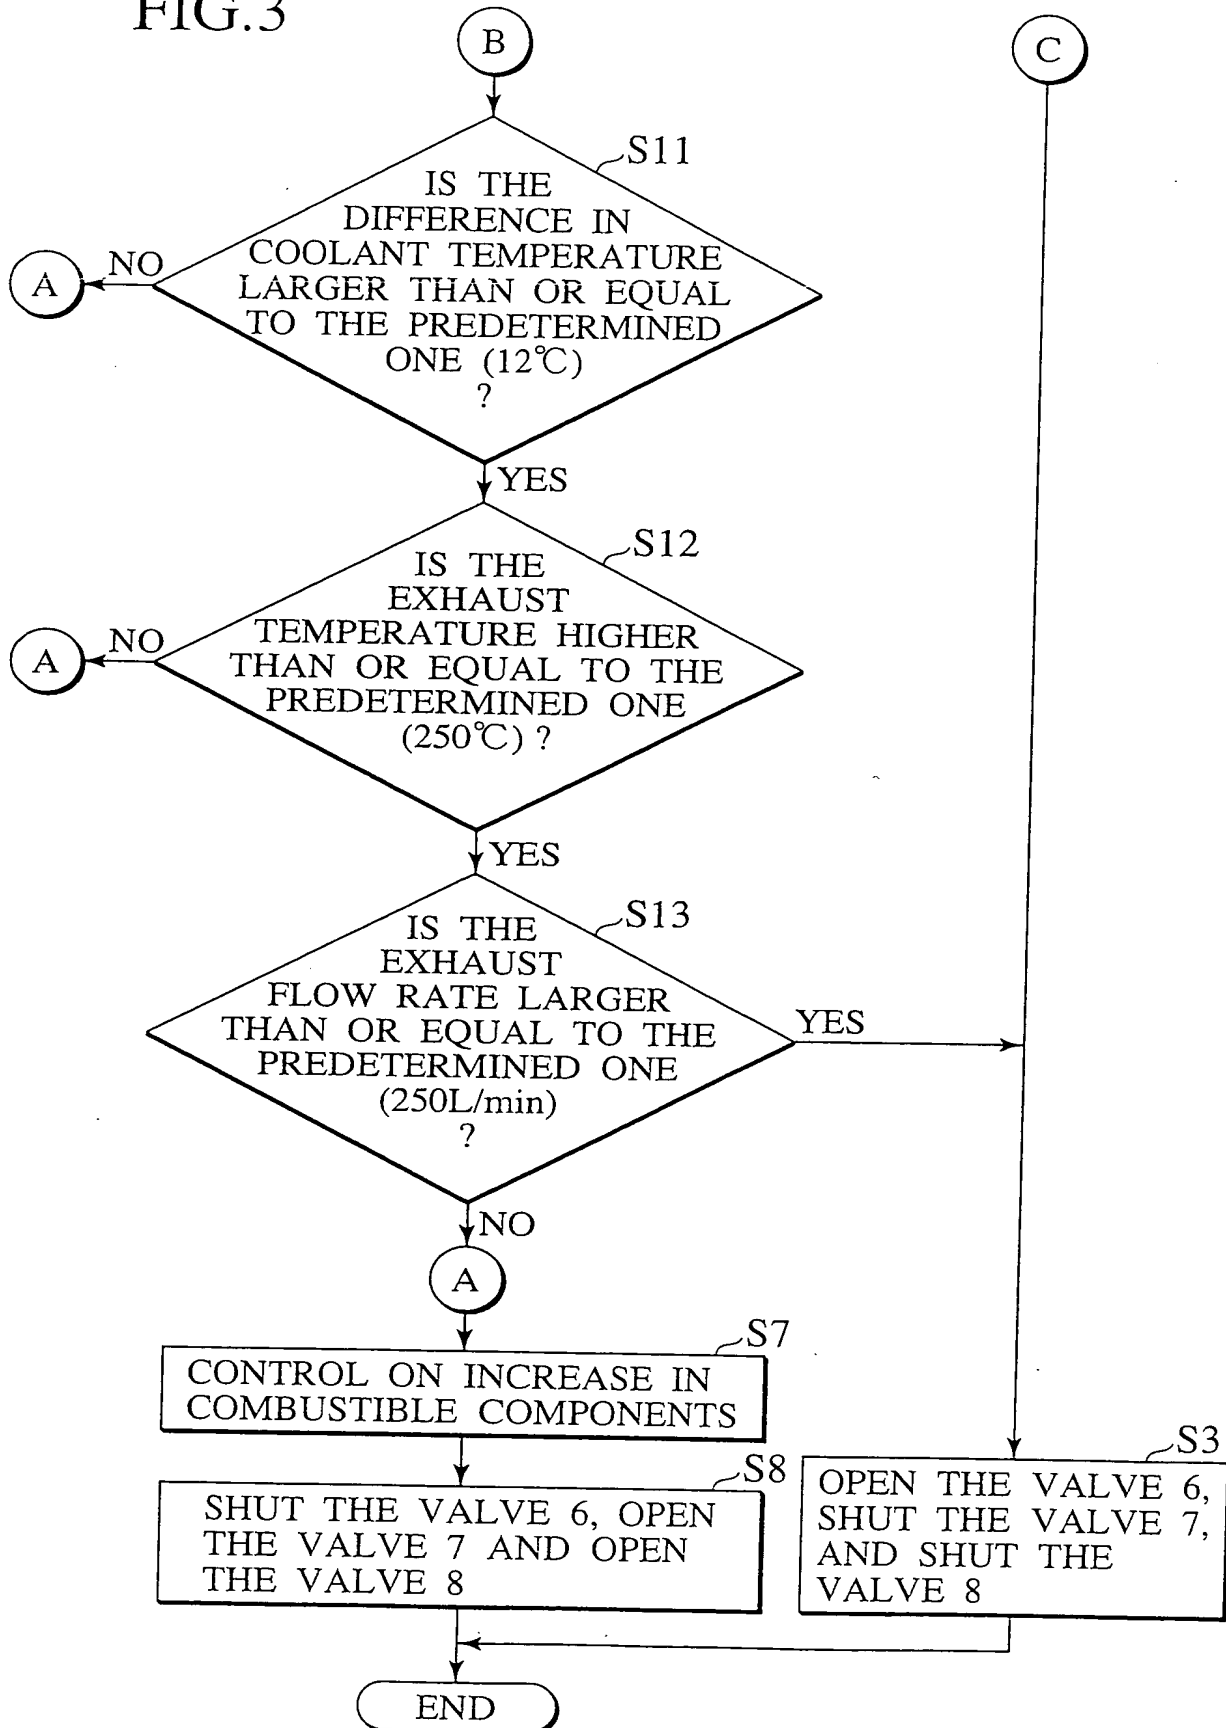 FIG.3
B
C
S11
IS THE
DIFFERENCE IN
COOLANT TEMPERATURE
LARGER THAN OR EQUAL
TO THE PREDETERMINED
ONE (12℃)
?
NO
A
YES
S12
IS THE
EXHAUST
TEMPERATURE HIGHER
THAN OR EQUAL TO THE
PREDETERMINED ONE
(250℃) ?
NO
A
YES
S13
IS THE
EXHAUST
FLOW RATE LARGER
THAN OR EQUAL TO THE
PREDETERMINED ONE
(250L/min)
?
YES
NO
A
S7
CONTROL ON INCREASE IN
COMBUSTIBLE COMPONENTS
S8
SHUT THE VALVE 6, OPEN
THE VALVE 7 AND OPEN
THE VALVE 8
S3
OPEN THE VALVE 6,
SHUT THE VALVE 7,
AND SHUT THE
VALVE 8
END